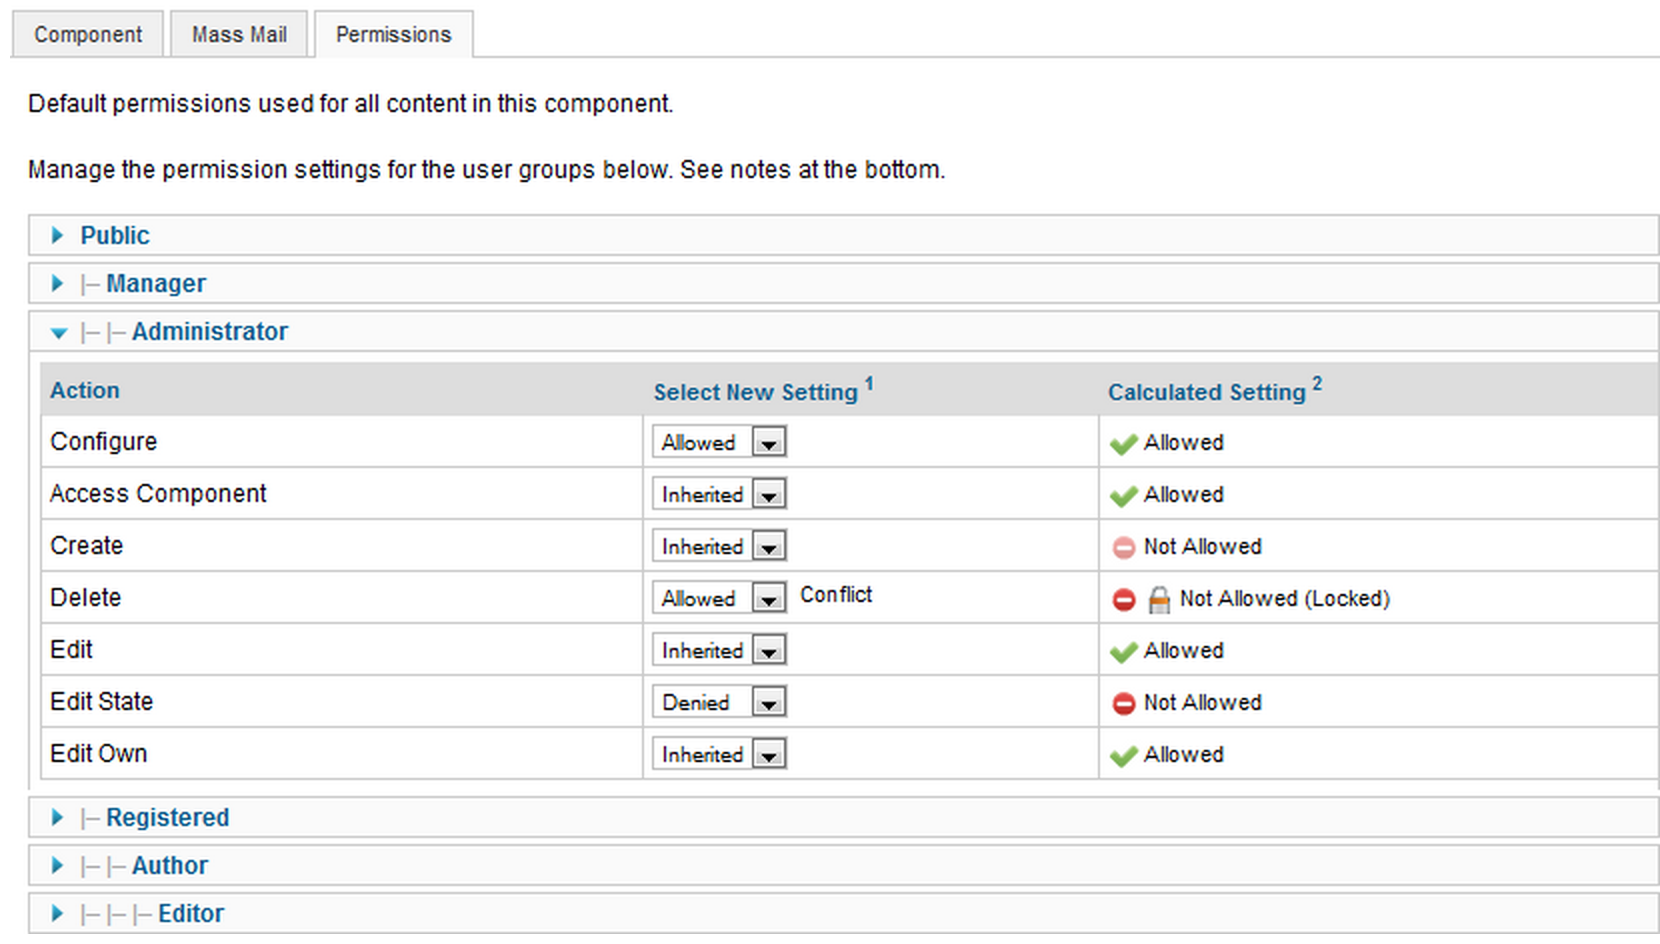 Component Mass Mail Permissions
Default permissions used for all content in this component.
Manage the permission settings for the user groups below. See notes at the bottom.
Public
|– Manager
|– |– Administrator
Action Select New Setting 1 Calculated Setting 2
Configure Allowed Allowed
Access Component Inherited Allowed
Create Inherited Not Allowed
Delete Allowed Conflict Not Allowed (Locked)
Edit Inherited Allowed
Edit State Denied Not Allowed
Edit Own Inherited Allowed
|– Registered
|– |– Author
|– |– |– Editor